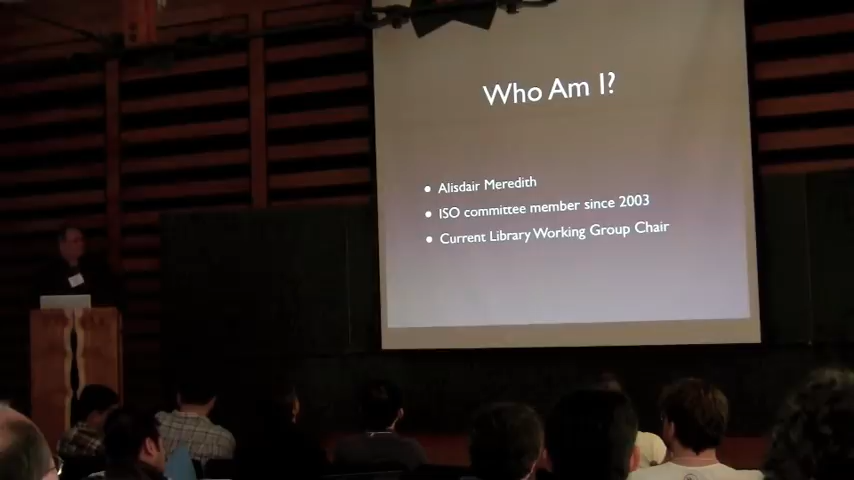 Who Am I?
• Alisdair Meredith
• ISO committee member since 2003
• Current Library Working Group Chair